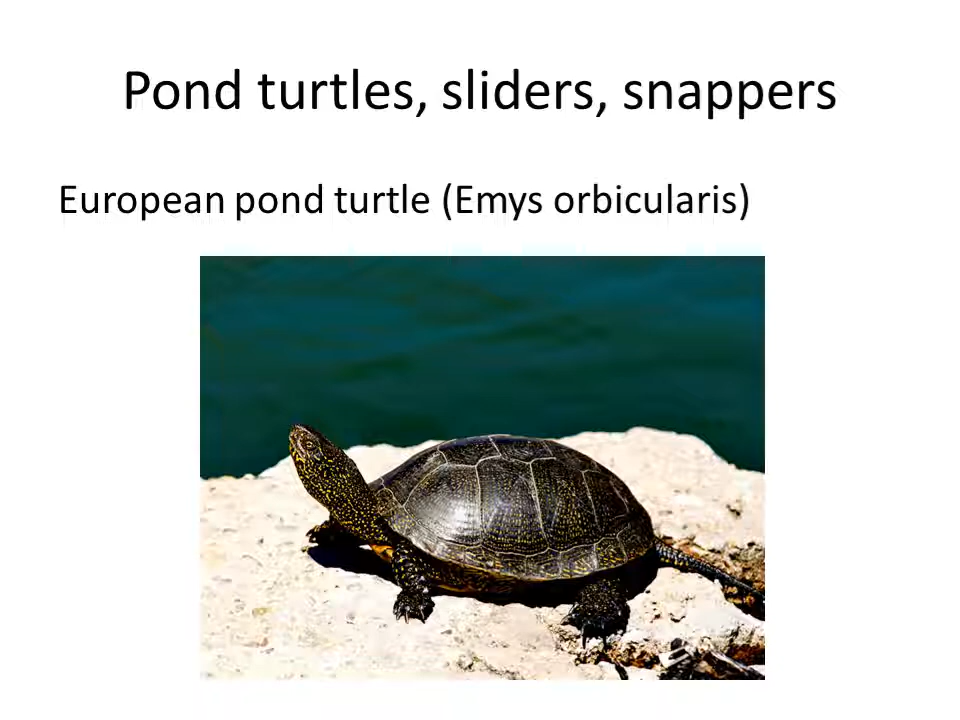 Pond turtles, sliders, snappers
European pond turtle (Emys orbicularis)